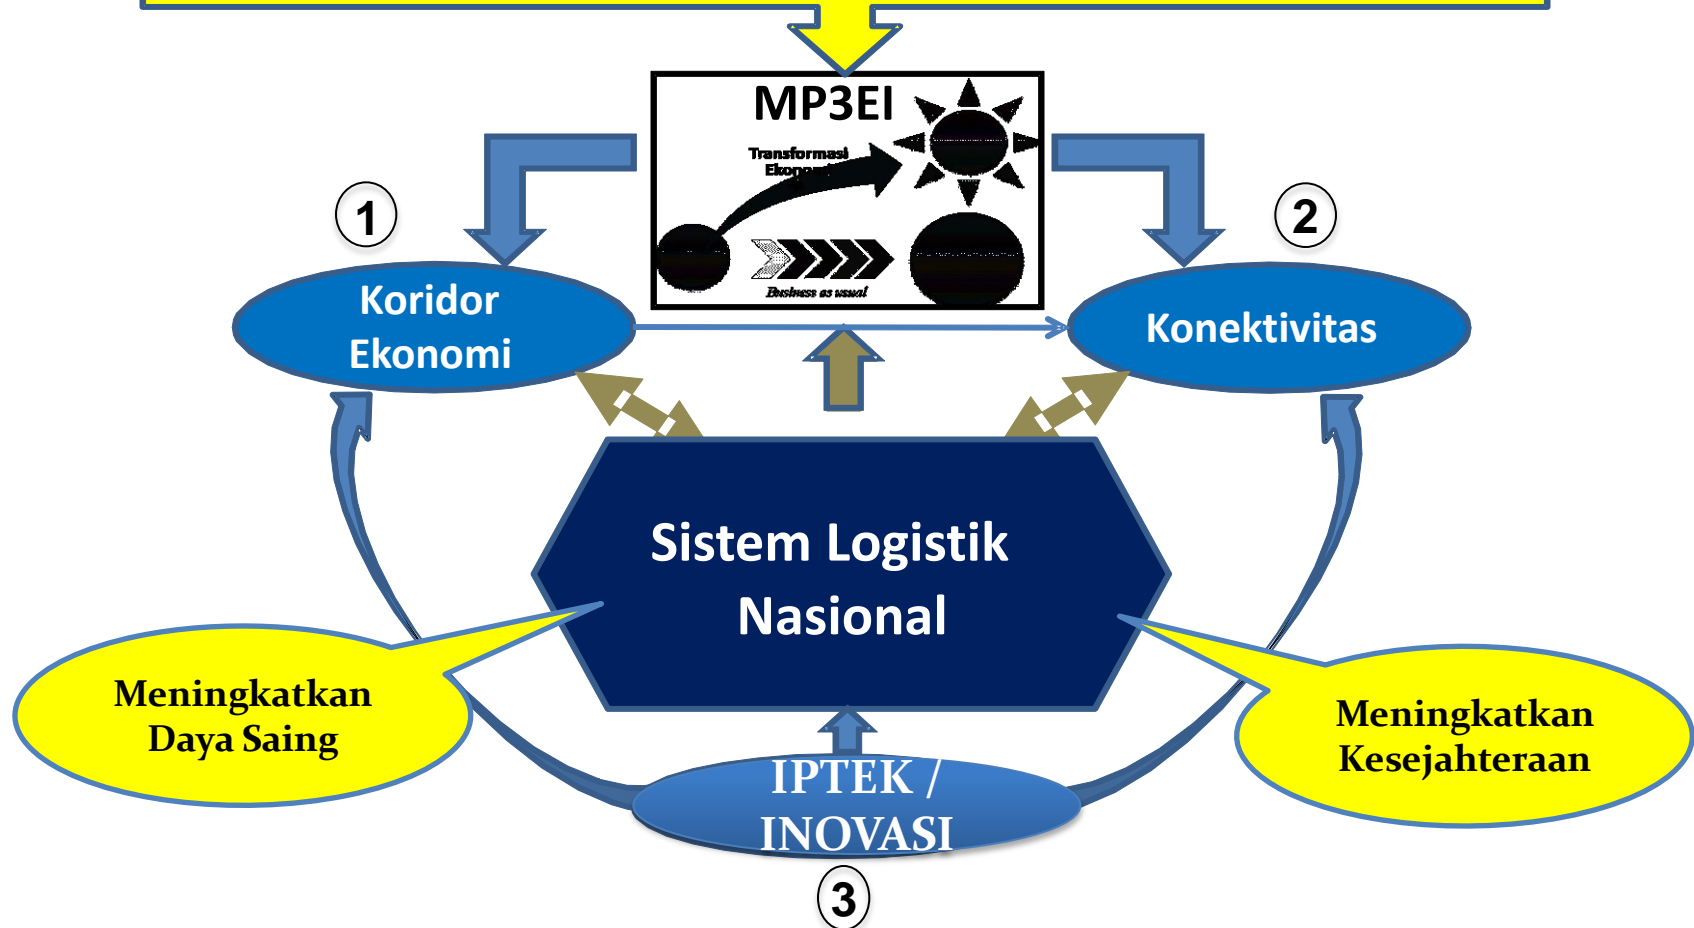 MP3EI
Transformasi
Ekonomi
Business as usual
1
2
Koridor
Ekonomi
Konektivitas
Sistem Logistik
Nasional
Meningkatkan
Daya Saing
Meningkatkan
Kesejahteraan
IPTEK /
INOVASI
3